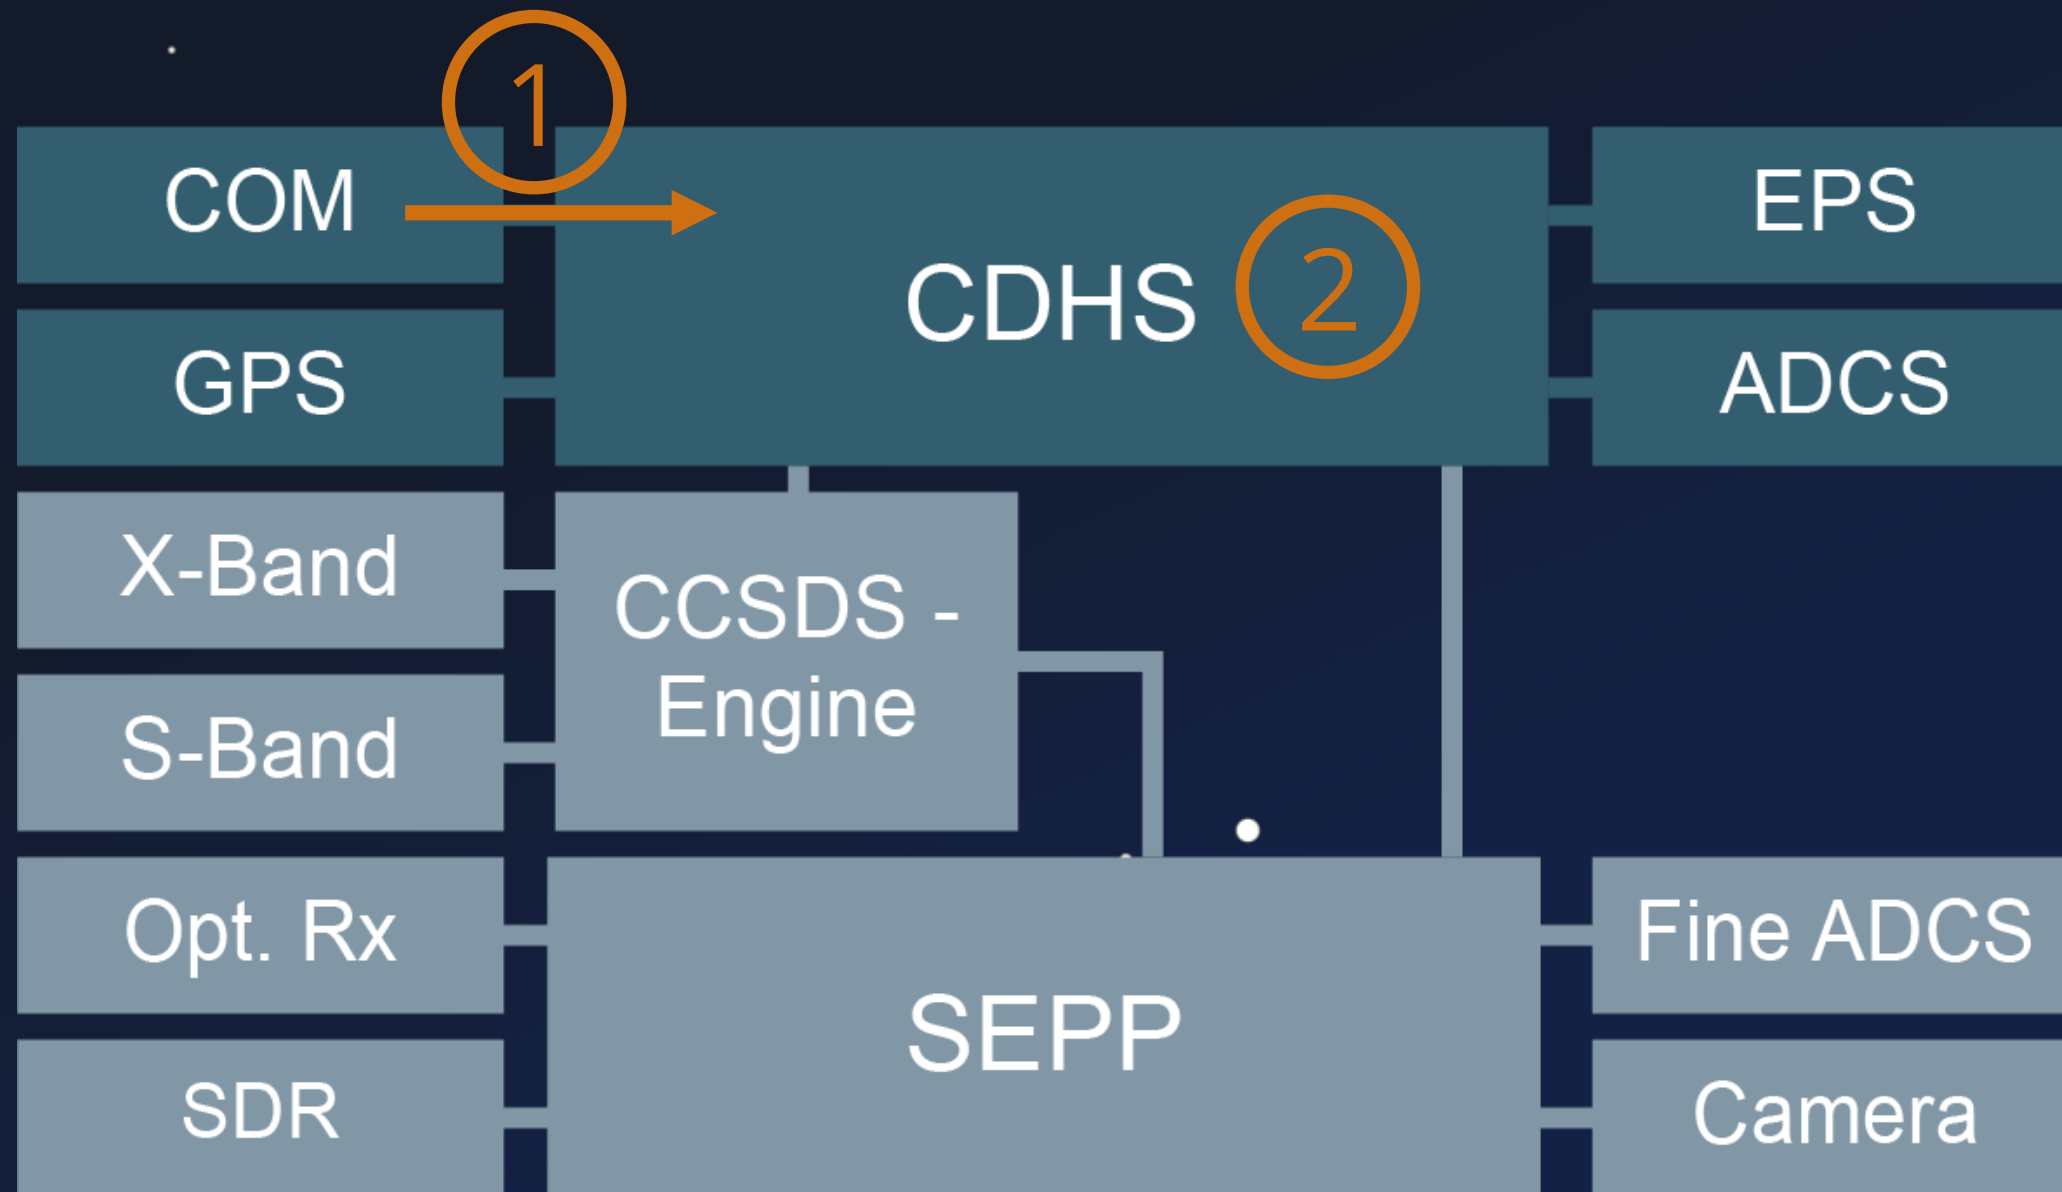 1
COM
CDHS
2
EPS
GPS
ADCS
X-Band
CCSDS -
Engine
S-Band
Opt. Rx
SEPP
Fine ADCS
SDR
Camera